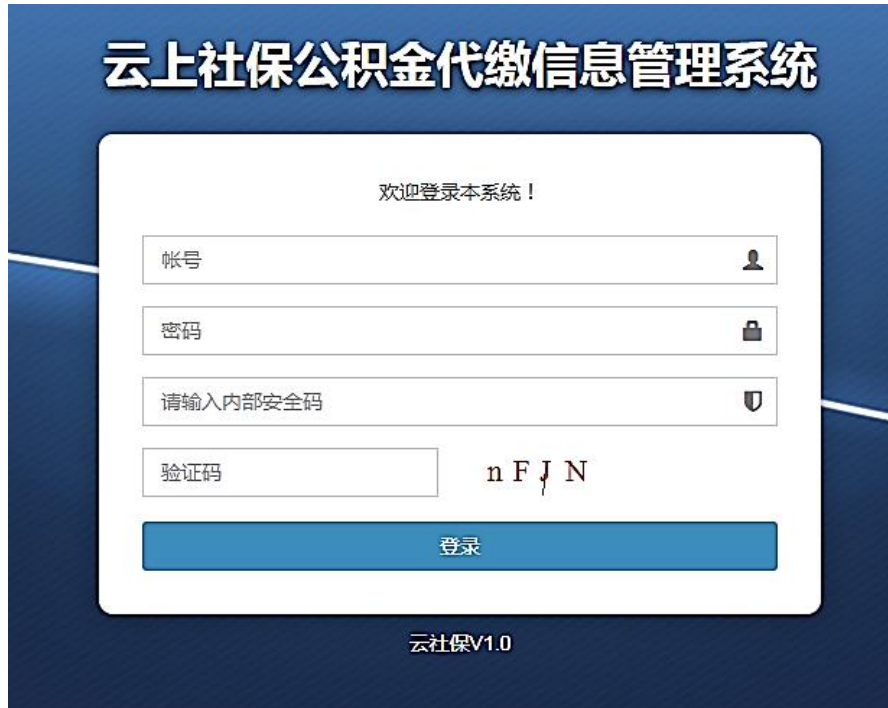 云上社保公积金代缴信息管理系统
欢迎登录本系统！
帐号
密码
请输入内部安全码
验证码 n F J N
登录
云社保V1.0